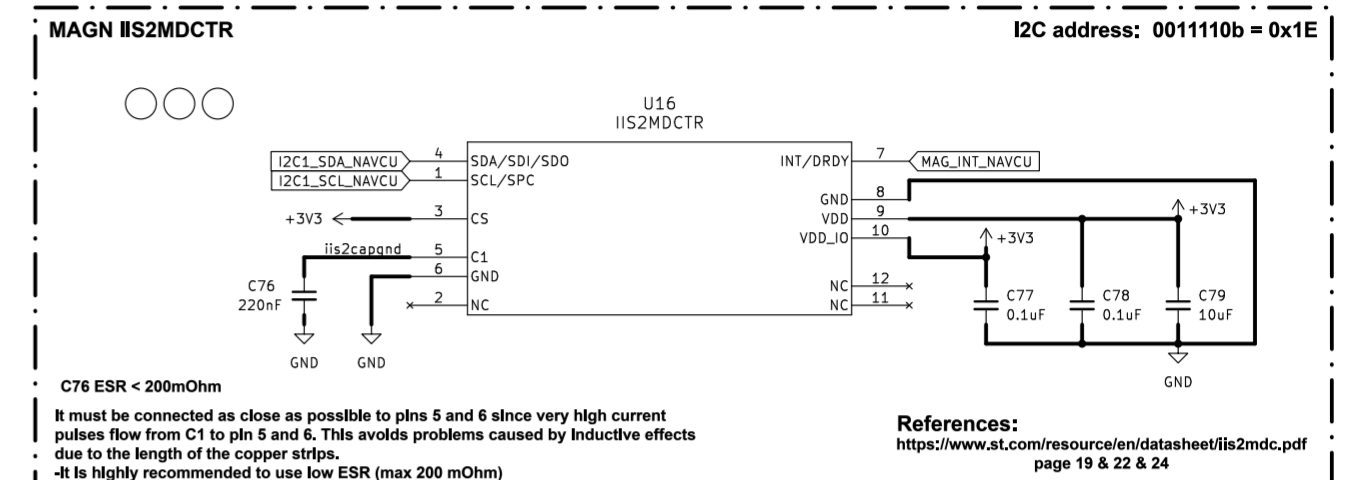 MAGN IIS2MDCTR
I2C address: 0011110b = 0x1E
U16
IIS2MDCTR
I2C1_SDA_NAVCU 4 SDA/SDI/SDO
I2C1_SCL_NAVCU 1 SCL/SPC
+3V3 3 CS
iis2capgnd 5 C1
6 GND
2 NC
C76
220nF
GND
GND
INT/DRDY 7 MAG_INT_NAVCU
GND 8
VDD 9
VDD_IO 10
NC 12
NC 11
+3V3
+3V3
C77
0.1uF
C78
0.1uF
C79
10uF
GND
C76 ESR < 200mOhm
It must be connected as close as possible to pins 5 and 6 since very high current
pulses flow from C1 to pin 5 and 6. This avoids problems caused by inductive effects
due to the length of the copper strips.
-It is highly recommended to use low ESR (max 200 mOhm)
References:
https://www.st.com/resource/en/datasheet/iis2mdc.pdf
page 19 & 22 & 24